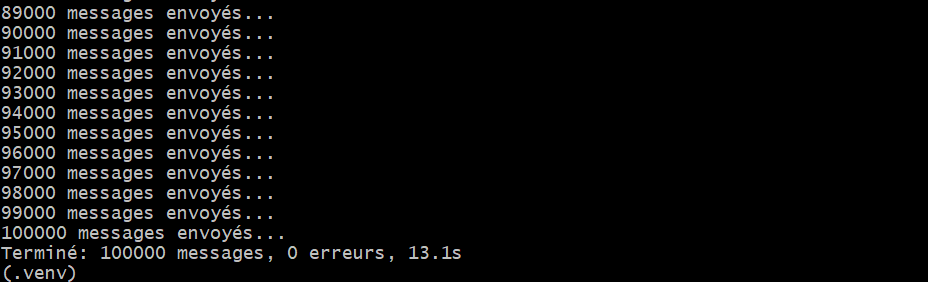 89000 messages envoyés...
90000 messages envoyés...
91000 messages envoyés...
92000 messages envoyés...
93000 messages envoyés...
94000 messages envoyés...
95000 messages envoyés...
96000 messages envoyés...
97000 messages envoyés...
98000 messages envoyés...
99000 messages envoyés...
100000 messages envoyés...
Terminé: 100000 messages, 0 erreurs, 13.1s
(.venv)